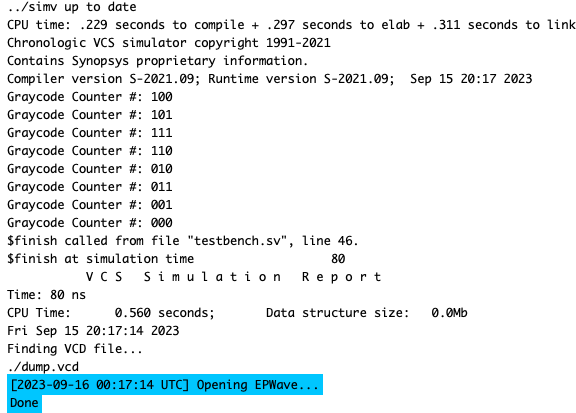 ../simv up to date
CPU time: .229 seconds to compile + .297 seconds to elab + .311 seconds to link
Chronologic VCS simulator copyright 1991-2021
Contains Synopsys proprietary information.
Compiler version S-2021.09; Runtime version S-2021.09;  Sep 15 20:17 2023
Graycode Counter #: 100
Graycode Counter #: 101
Graycode Counter #: 111
Graycode Counter #: 110
Graycode Counter #: 010
Graycode Counter #: 011
Graycode Counter #: 001
Graycode Counter #: 000
$finish called from file "testbench.sv", line 46.
$finish at simulation time                   80
           V C S   S i m u l a t i o n   R e p o r t
Time: 80 ns
CPU Time:      0.560 seconds;       Data structure size:   0.0Mb
Fri Sep 15 20:17:14 2023
Finding VCD file...
./dump.vcd
[2023-09-16 00:17:14 UTC] Opening EPWave...
Done